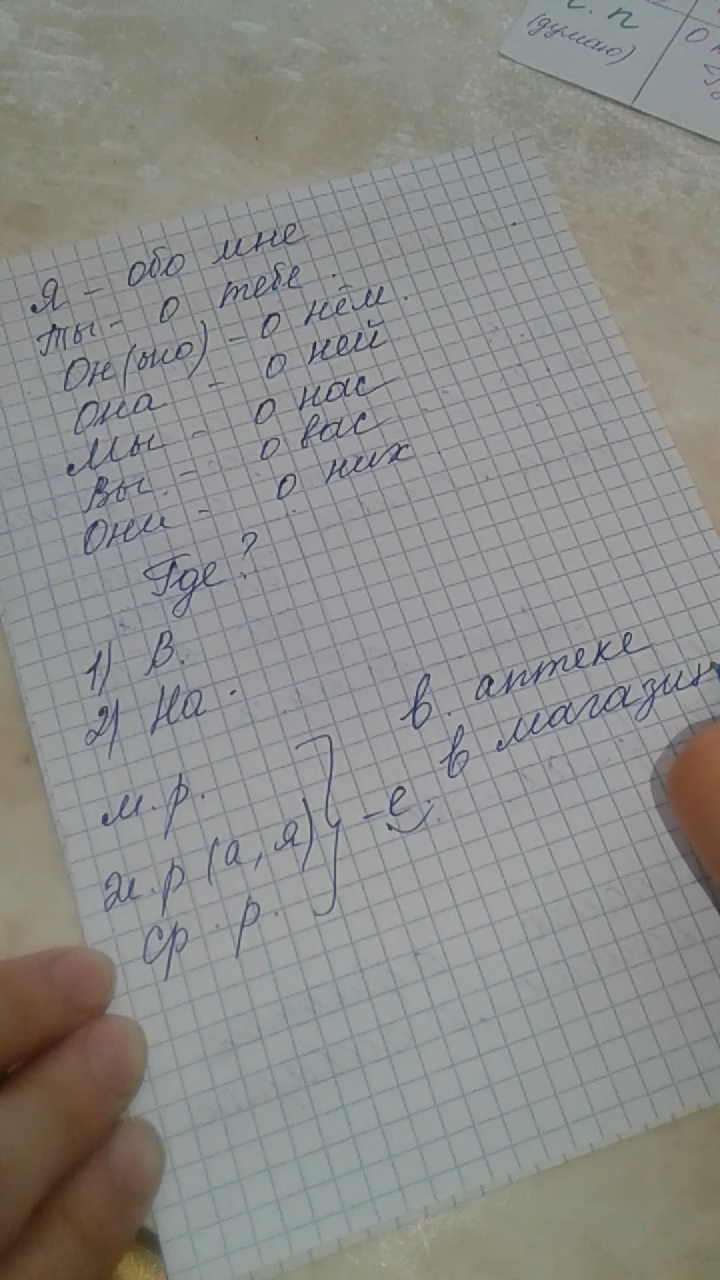 . п
(думаю)
Я - обо мне
ты - о тебе.
Он(оно) - о нём.
Она - о ней
Мы - о нас
Вы - о вас
Они - о них
Где?
1) В.
2) На.
в аптеке
в магазин
м.р.
ж.р (а, я) } -е
ср. р.